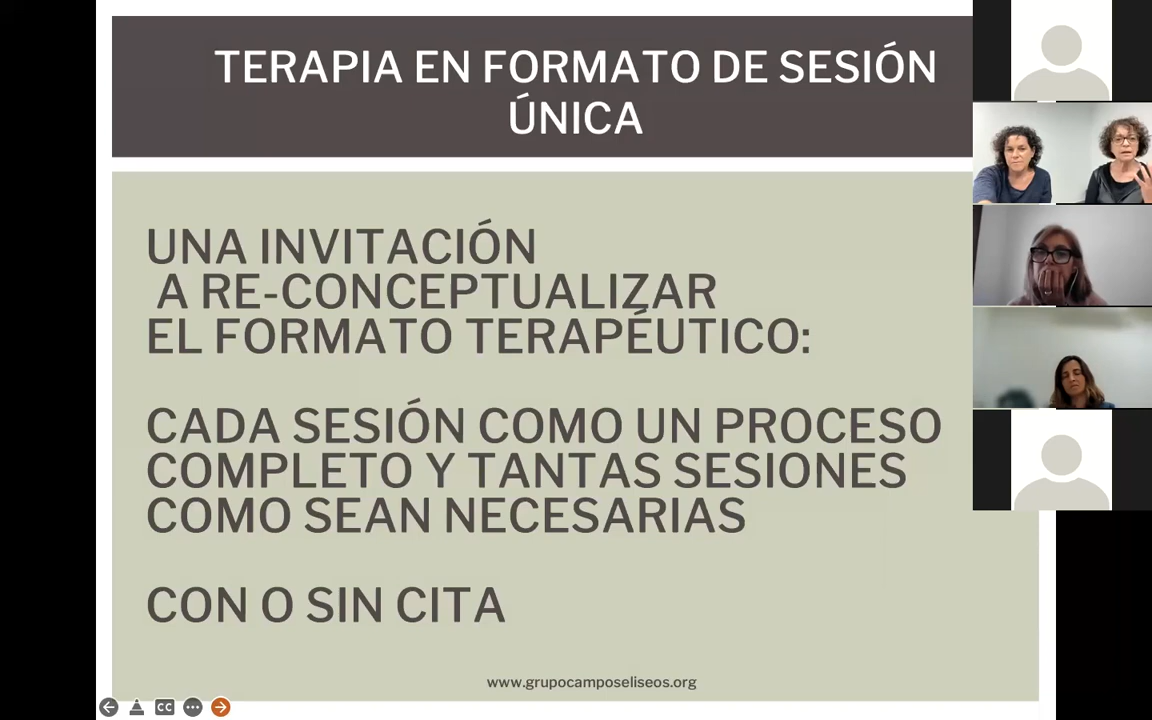 TERAPIA EN FORMATO DE SESIÓN
ÚNICA
UNA INVITACIÓN
A RE-CONCEPTUALIZAR
EL FORMATO TERAPÉUTICO:
CADA SESIÓN COMO UN PROCESO
COMPLETO Y TANTAS SESIONES
COMO SEAN NECESARIAS
CON O SIN CITA
www.grupocamposeliseos.org
CC